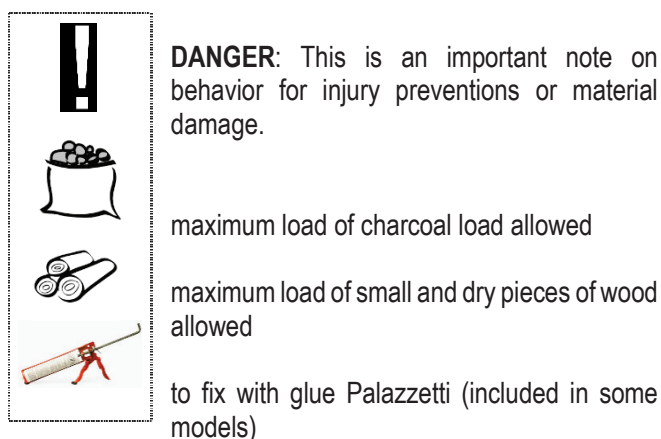 DANGER: This is an important note on
behavior for injury preventions or material
damage.
maximum load of charcoal load allowed
maximum load of small and dry pieces of wood
allowed
to fix with glue Palazzetti (included in some
models)